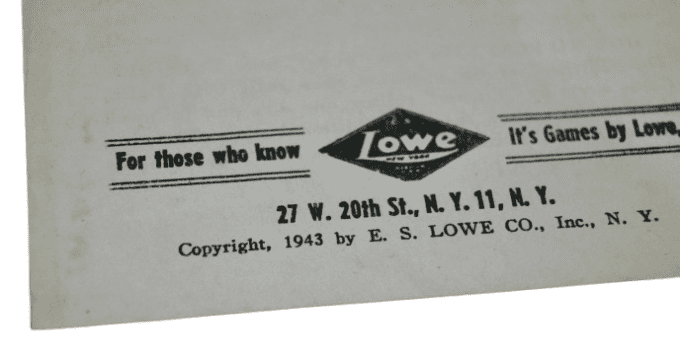 For those who know
Lowe
NEW YORK
It's Games by Lowe,
27 W. 20th St., N. Y. 11, N. Y.
Copyright, 1943 by E. S. LOWE CO., Inc., N. Y.